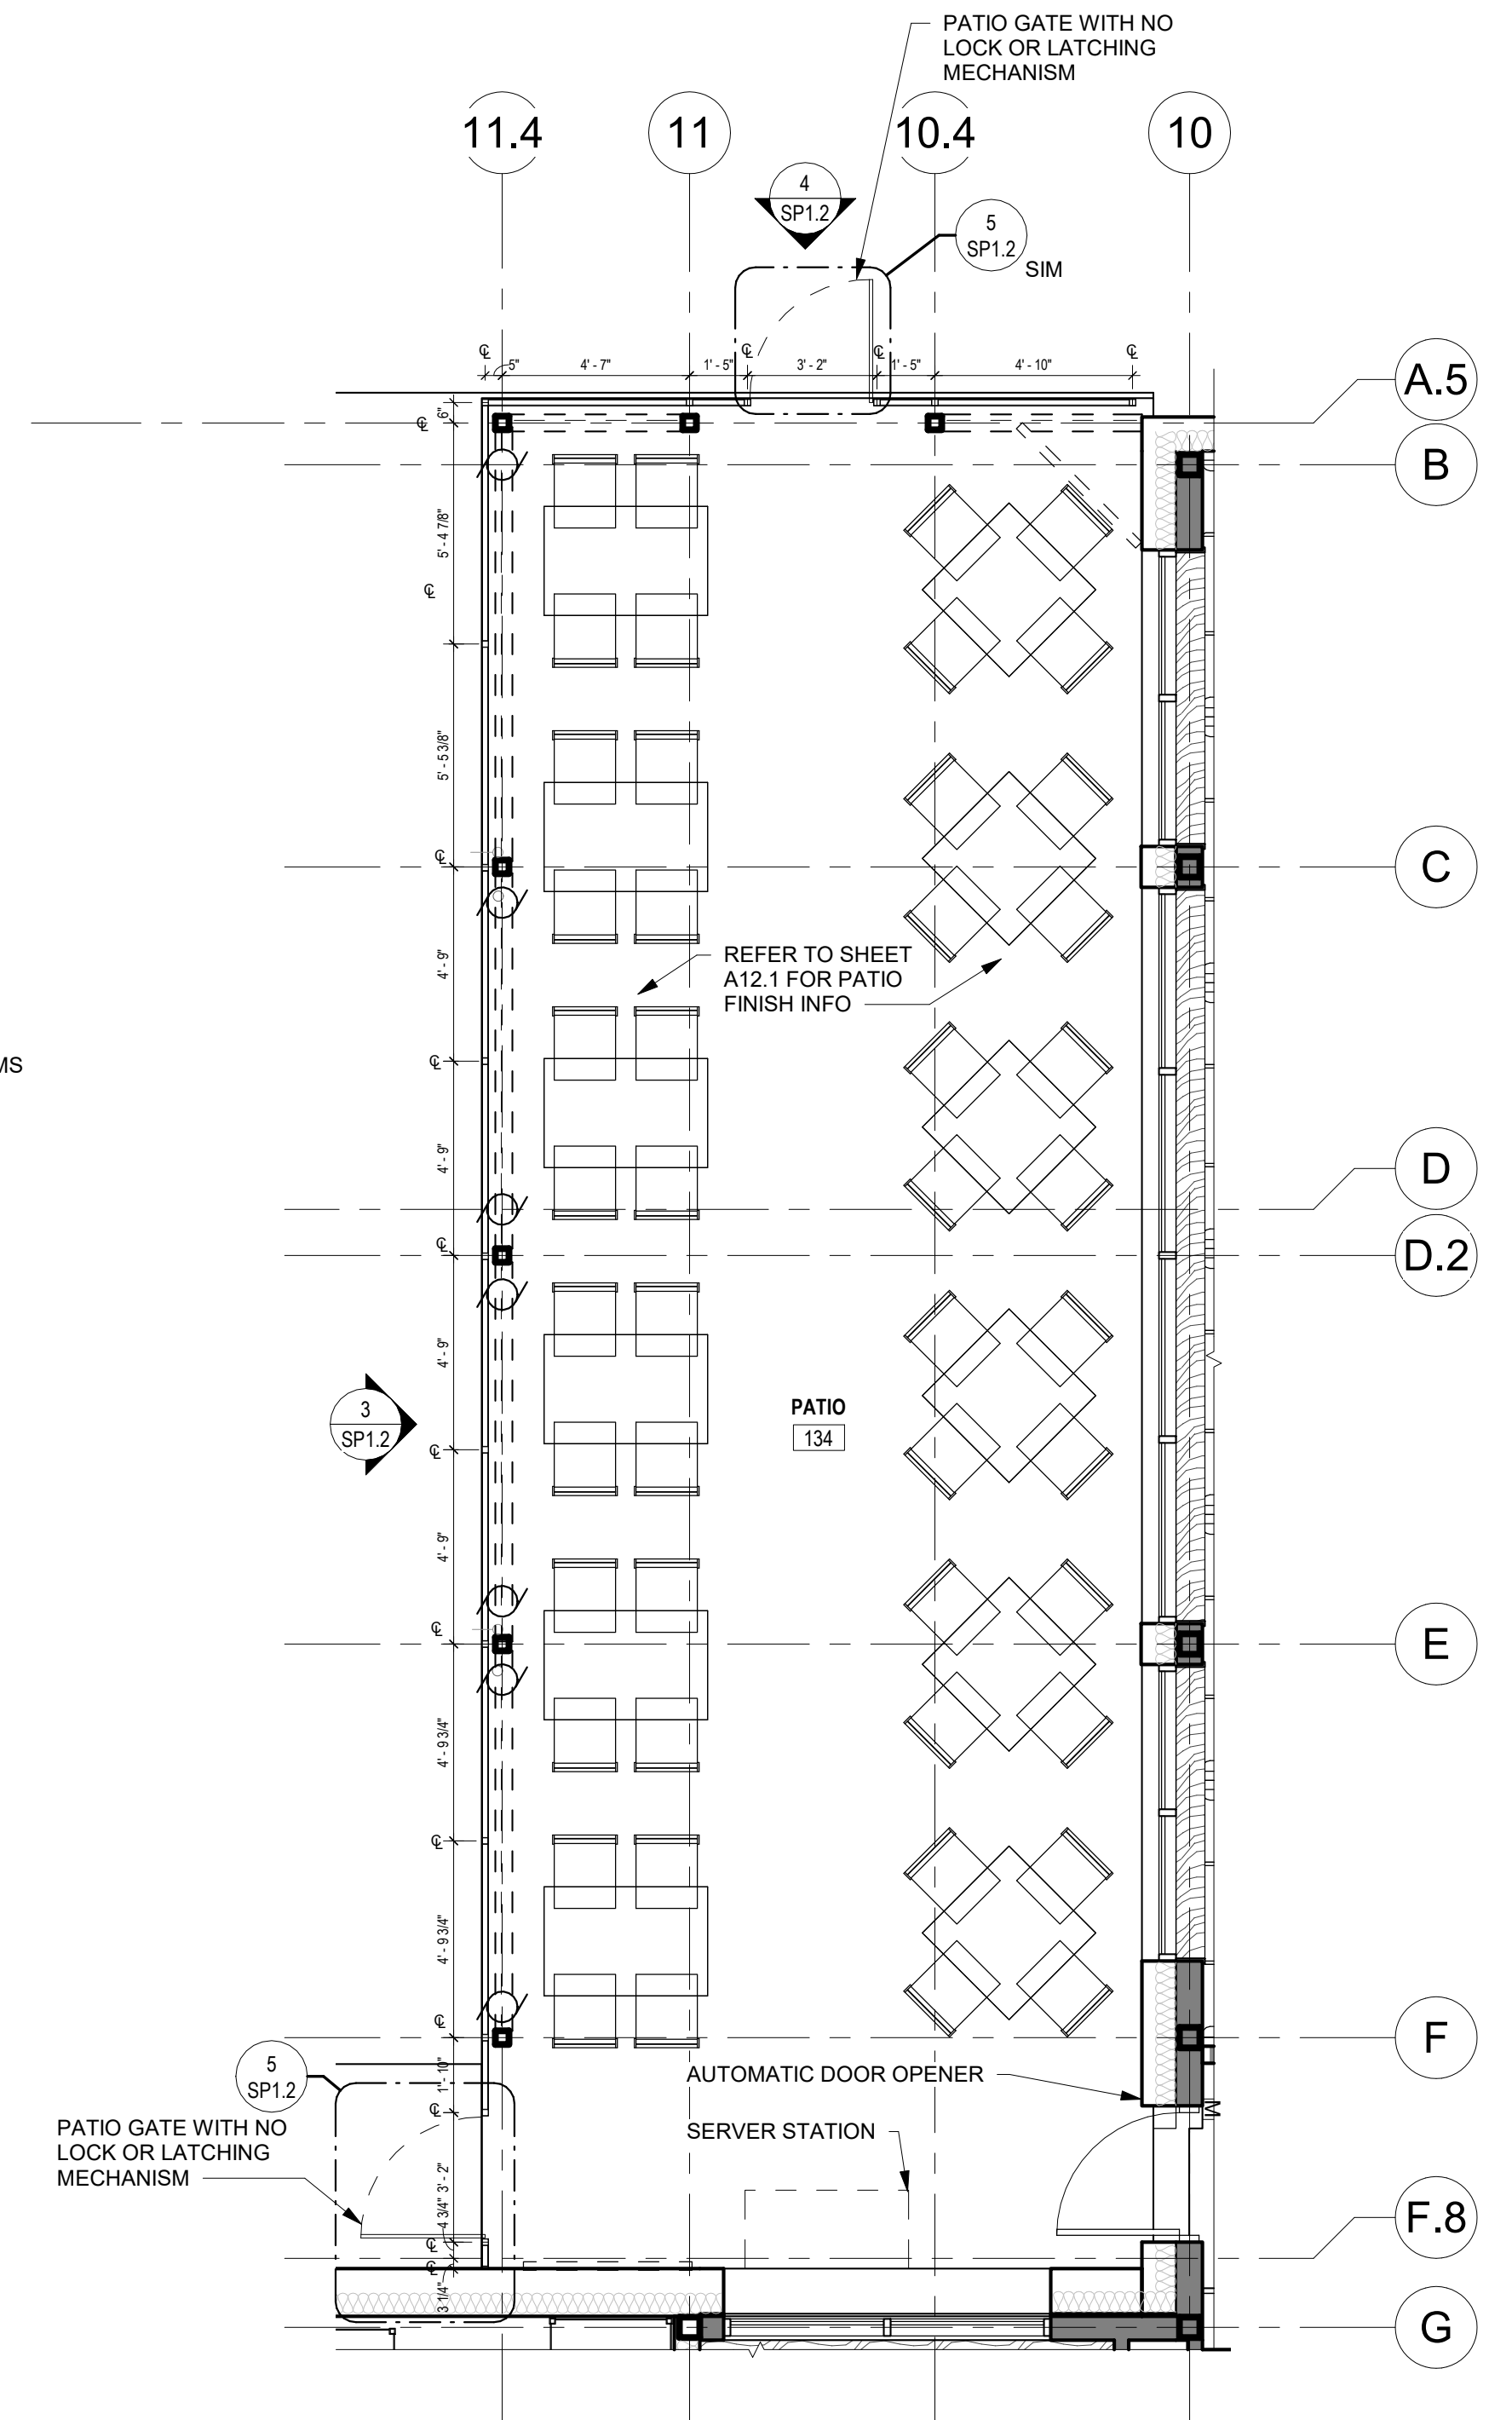 PATIO GATE WITH NO
LOCK OR LATCHING
MECHANISM
11.4
11
10.4
10
4
SP1.2
5
SP1.2
SIM
℄
5"
4' - 7"
1' - 5"
℄
3' - 2"
℄
1' - 5"
4' - 10"
℄
A.5
6"
℄
B
5' - 4 7/8"
℄
5' - 5 3/8"
℄
C
4' - 9"
REFER TO SHEET
A12.1 FOR PATIO
FINISH INFO
℄
MS
4' - 9"
D
℄
D.2
4' - 9"
PATIO
134
3
SP1.2
℄
4' - 9"
℄
E
4' - 9 3/4"
℄
4' - 9 3/4"
℄
F
5
SP1.2
1' - 10"
AUTOMATIC DOOR OPENER
℄
M
PATIO GATE WITH NO
LOCK OR LATCHING
MECHANISM
SERVER STATION
3' - 2"
4 3/4"
F.8
℄
℄
3 1/4"
G